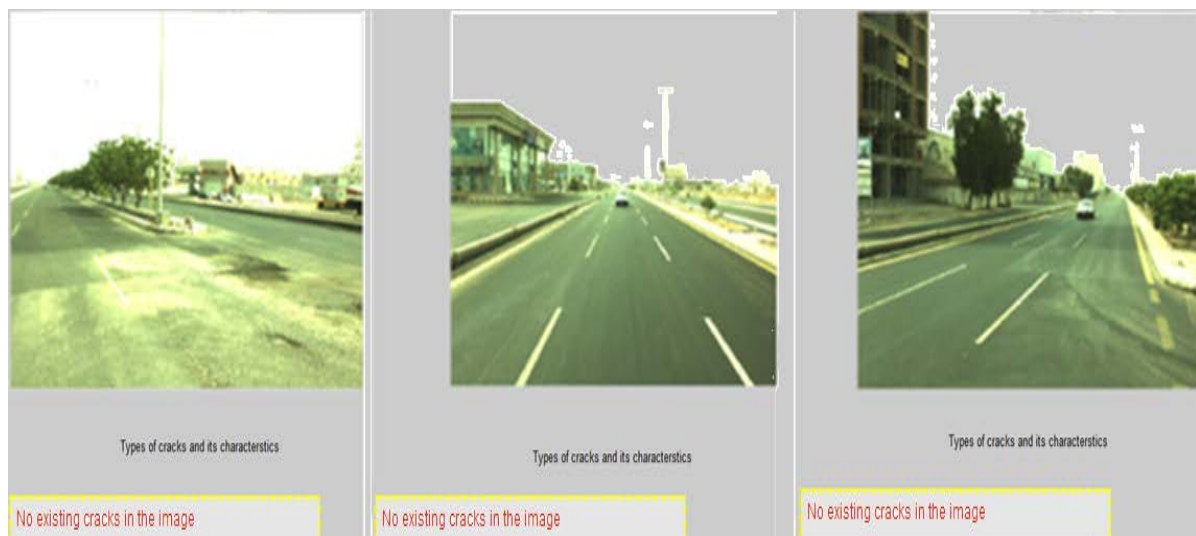 Types of cracks and its characterstics
Types of cracks and its characterstics
Types of cracks and its characterstics
No existing cracks in the image
No existing cracks in the image
No existing cracks in the image